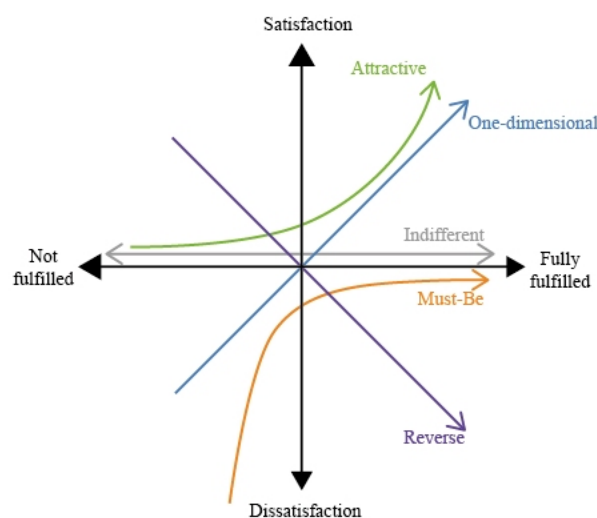 Satisfaction
Attractive
One-dimensional
Indifferent
Not
fulfilled
Fully
fulfilled
Must-Be
Reverse
Dissatisfaction